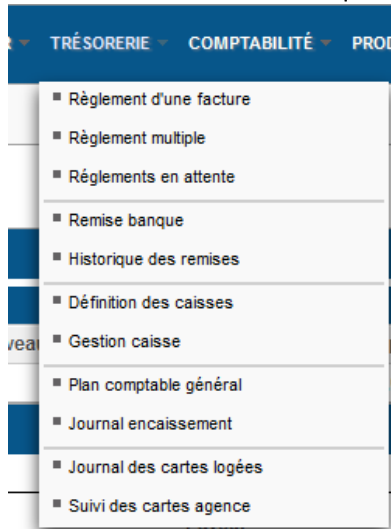 TRÉSORERIE COMPTABILITÉ
Règlement d'une facture
Règlement multiple
Réglements en attente
Remise banque
Historique des remises
Définition des caisses
Gestion caisse
Plan comptable général
Journal encaissement
Journal des cartes logées
Suivi des cartes agence